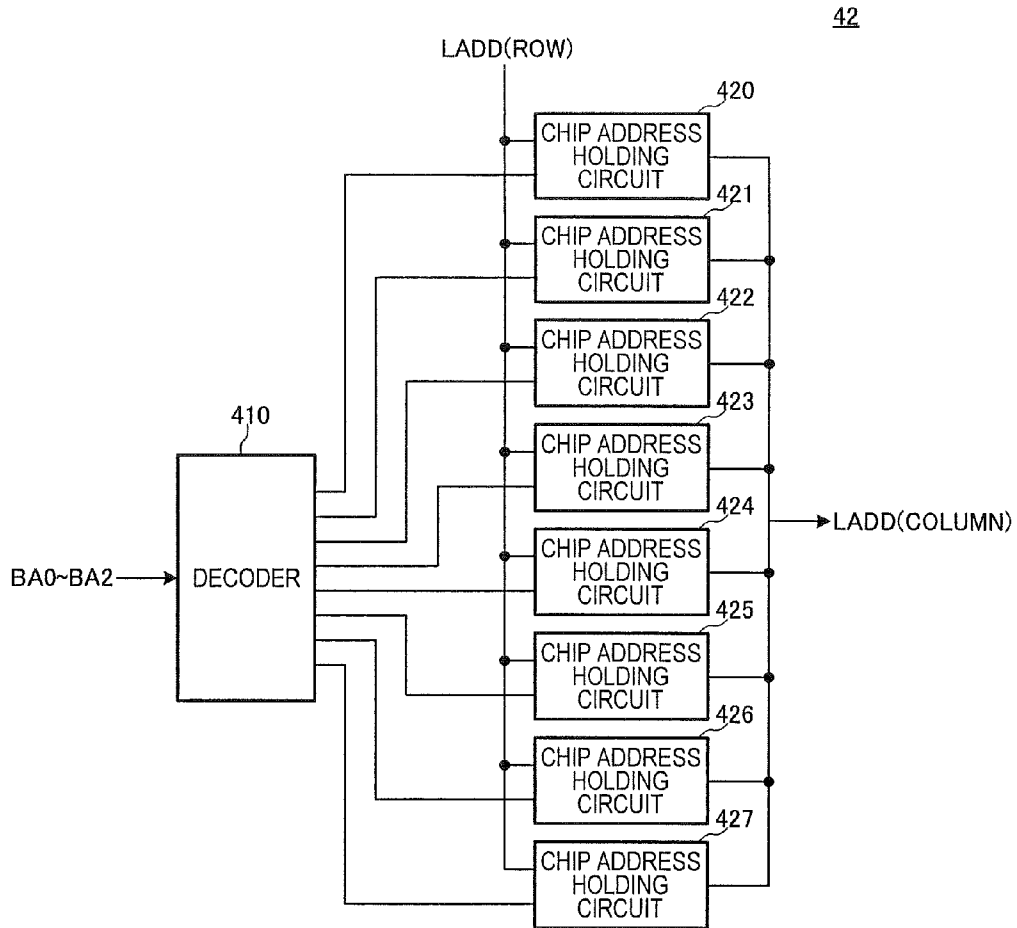 42
LADD(ROW)
420
CHIP ADDRESS
HOLDING
CIRCUIT
421
CHIP ADDRESS
HOLDING
CIRCUIT
422
CHIP ADDRESS
HOLDING
CIRCUIT
423
CHIP ADDRESS
HOLDING
CIRCUIT
410
DECODER
BA0~BA2
424
CHIP ADDRESS
HOLDING
CIRCUIT
LADD(COLUMN)
425
CHIP ADDRESS
HOLDING
CIRCUIT
426
CHIP ADDRESS
HOLDING
CIRCUIT
427
CHIP ADDRESS
HOLDING
CIRCUIT